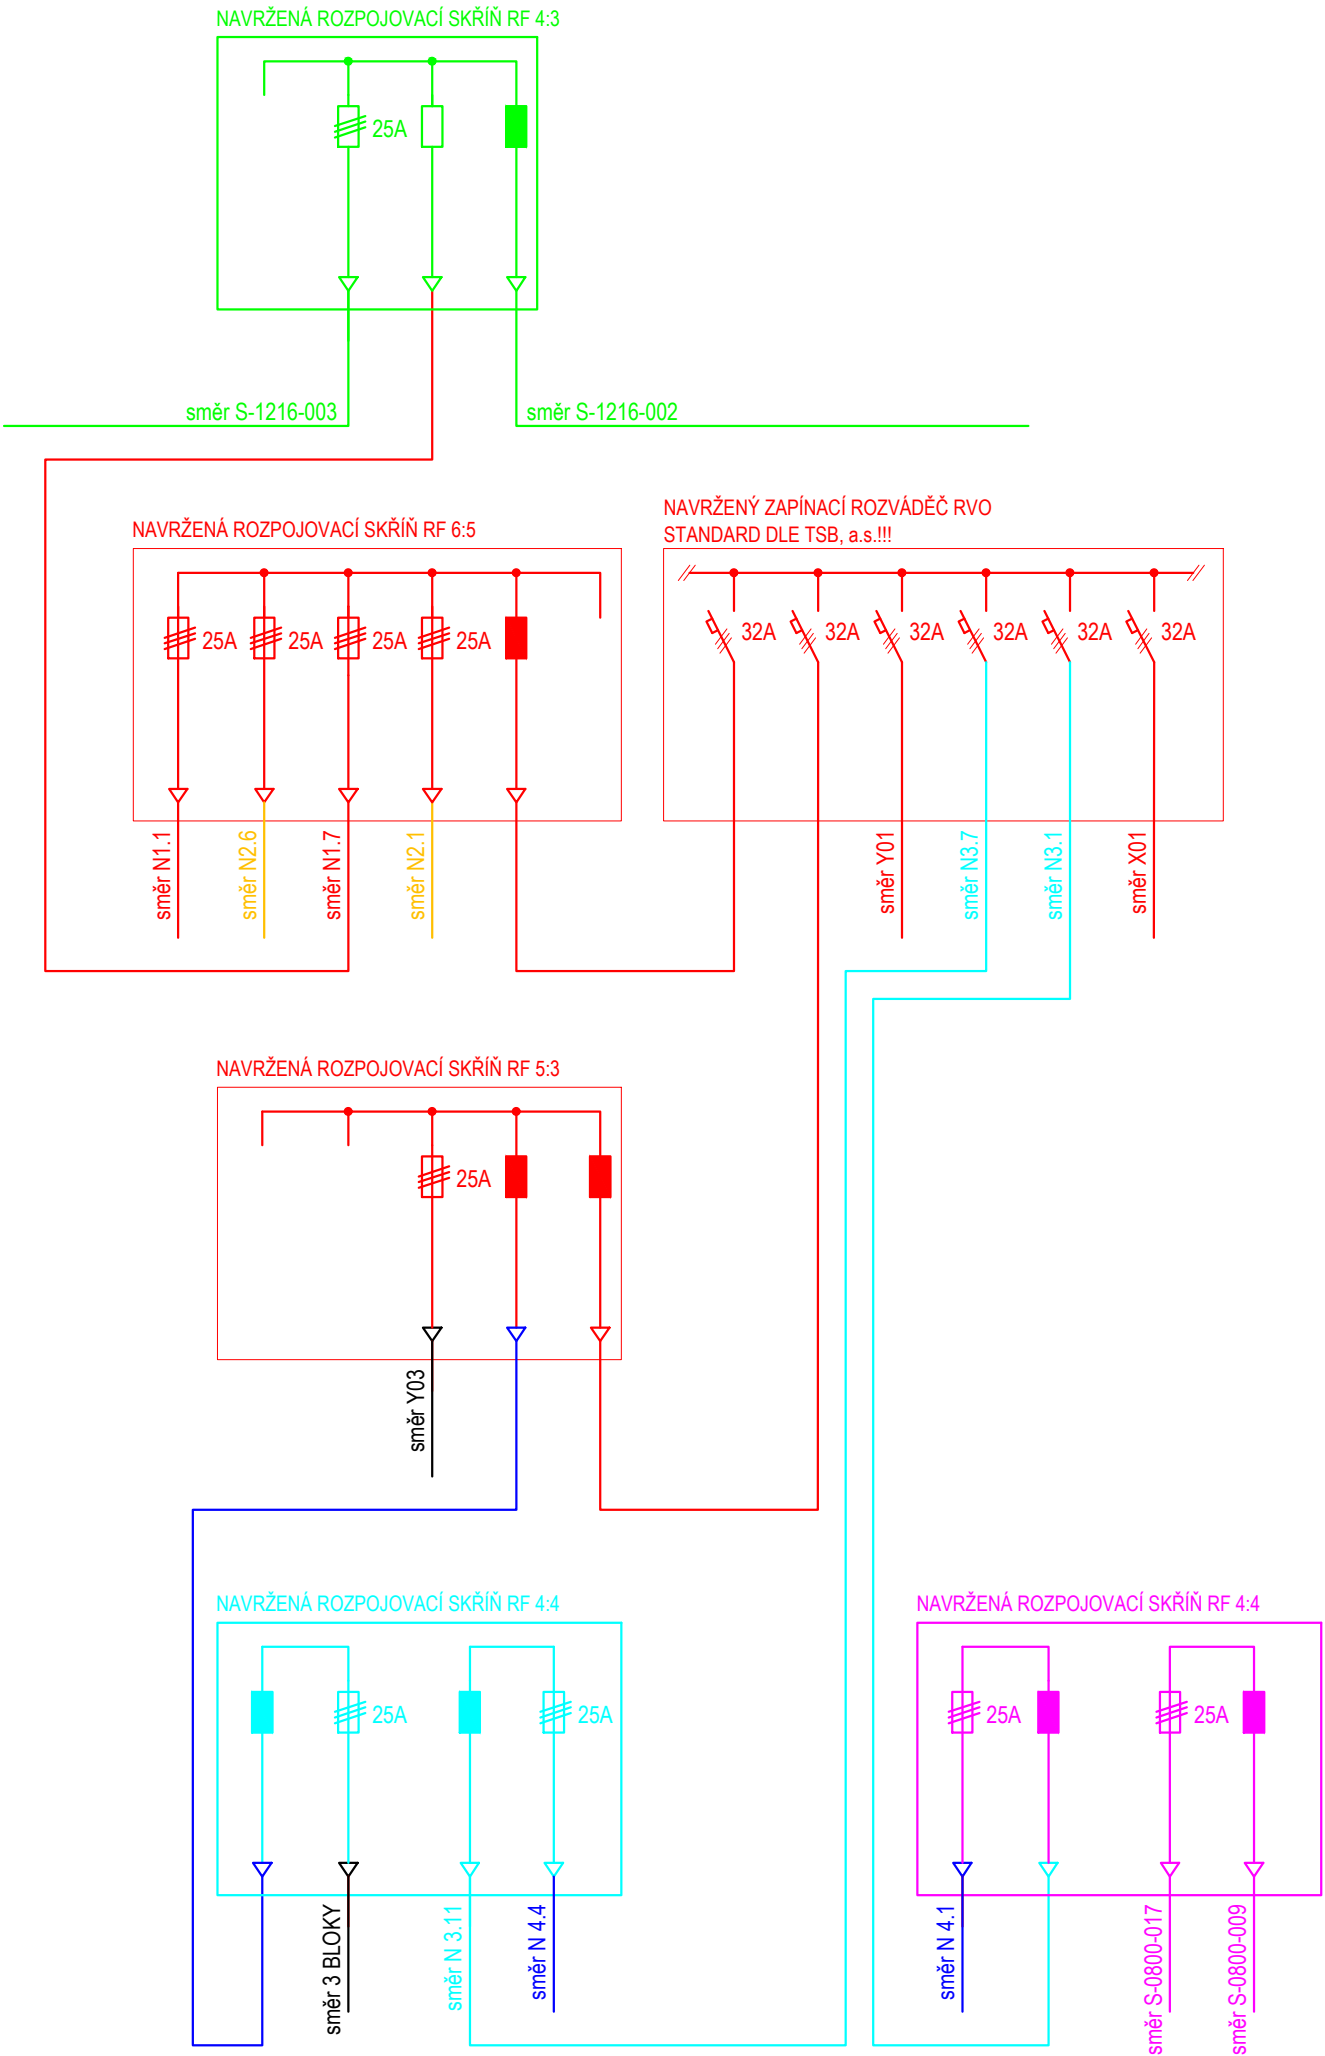 NAVRŽENÁ ROZPOJOVACÍ SKŘÍŇ RF 4:3
25A
směr S-1216-003
směr S-1216-002
NAVRŽENÁ ROZPOJOVACÍ SKŘÍŇ RF 6:5
25A
25A
25A
25A
směr N1.1
směr N2.6
směr N1.7
směr N2.1
NAVRŽENÝ ZAPÍNACÍ ROZVÁDĚČ RVO
STANDARD DLE TSB, a.s.!!!
32A
32A
32A
32A
32A
32A
směr Y01
směr N3.7
směr N3.1
směr X01
NAVRŽENÁ ROZPOJOVACÍ SKŘÍŇ RF 5:3
25A
směr Y03
NAVRŽENÁ ROZPOJOVACÍ SKŘÍŇ RF 4:4
25A
25A
směr 3 BLOKY
směr N 3.11
směr N 4.4
NAVRŽENÁ ROZPOJOVACÍ SKŘÍŇ RF 4:4
25A
25A
směr N 4.1
směr S-0800-017
směr S-0800-009